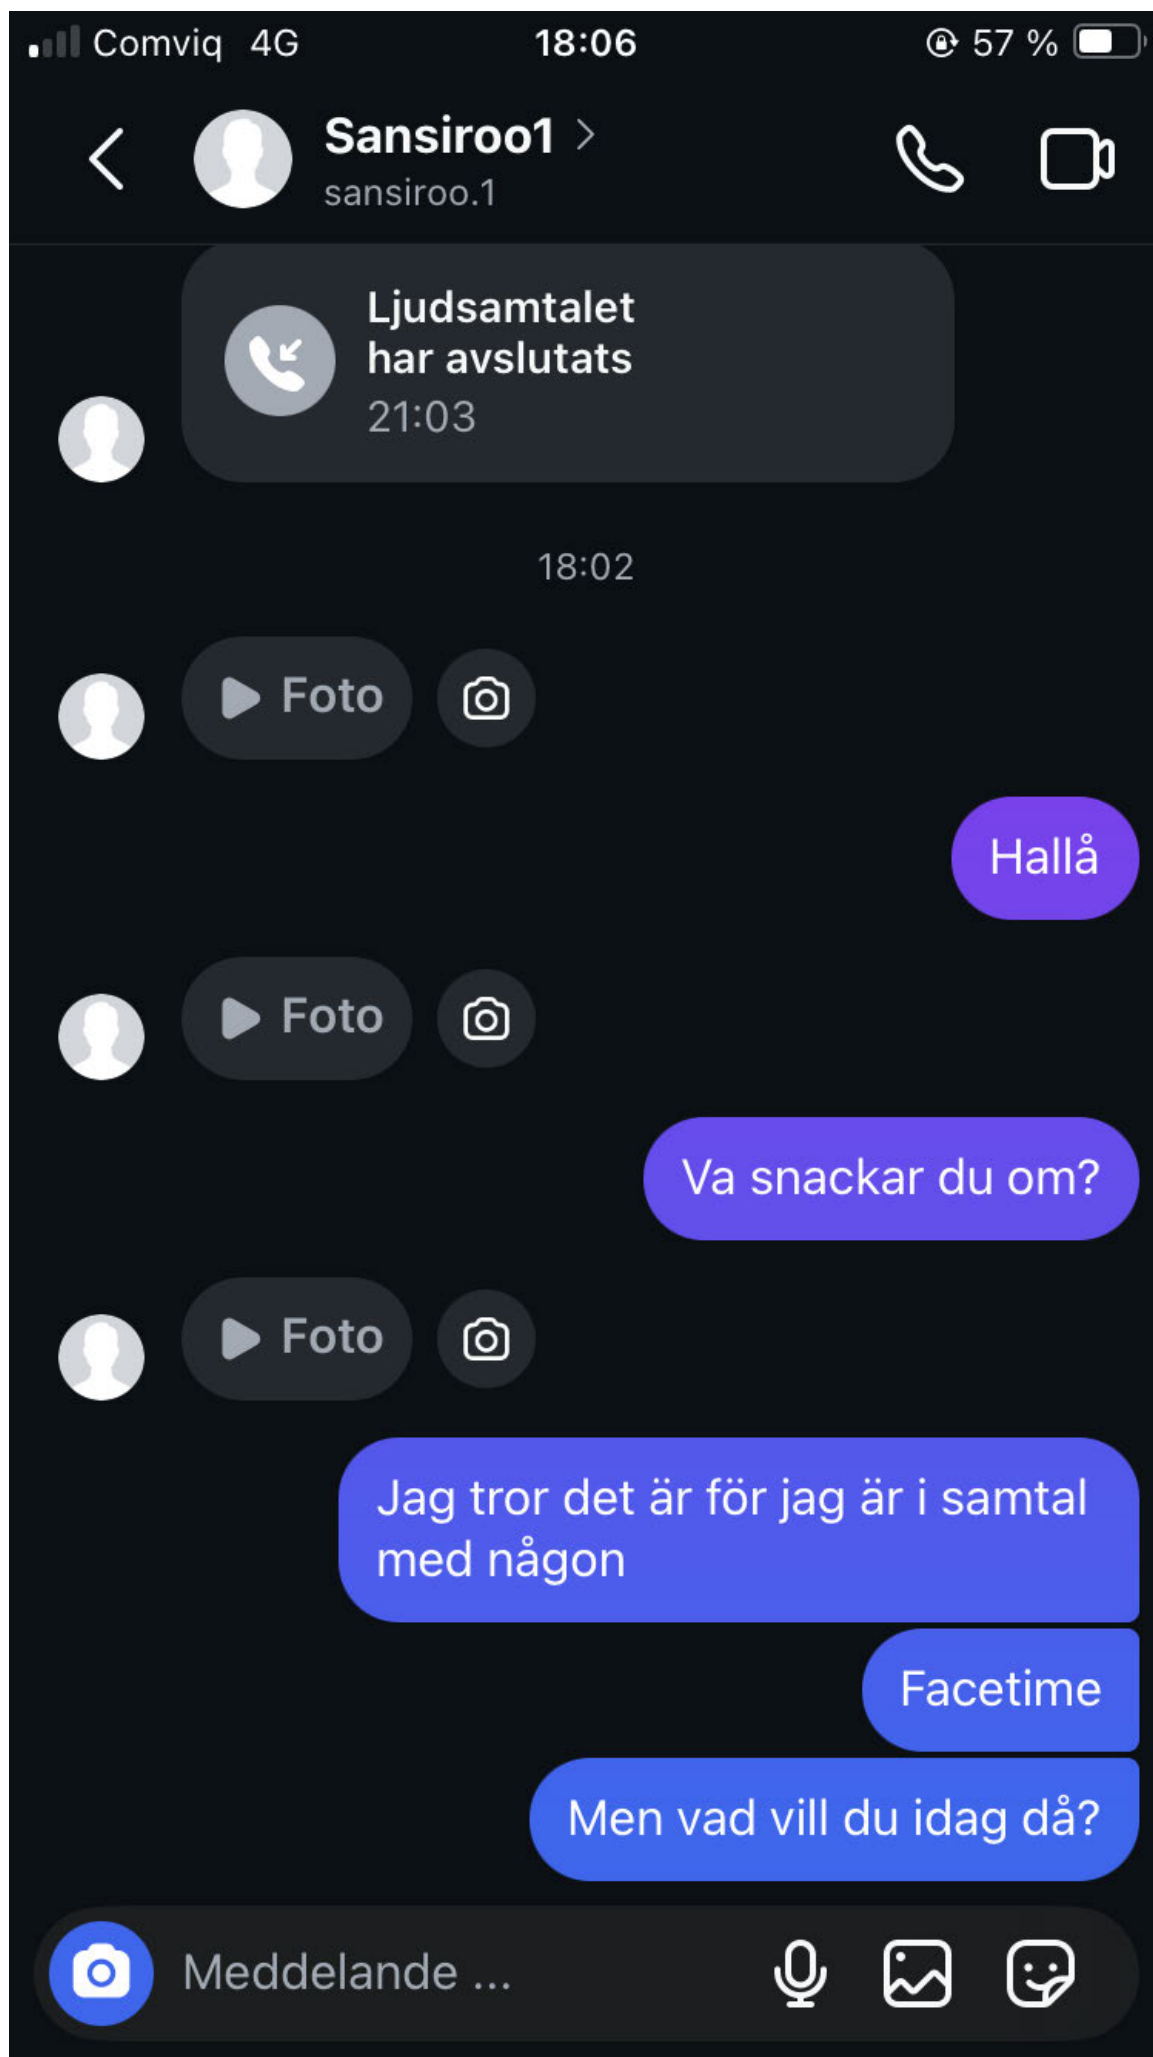 Comviq 4G 18:06 57 %
Sansiroo1
sansiroo.1
Ljudsamtalet
har avslutats
21:03
18:02
Foto
Hallå
Foto
Va snackar du om?
Foto
Jag tror det är för jag är i samtal
med någon
Facetime
Men vad vill du idag då?
Meddelande ...